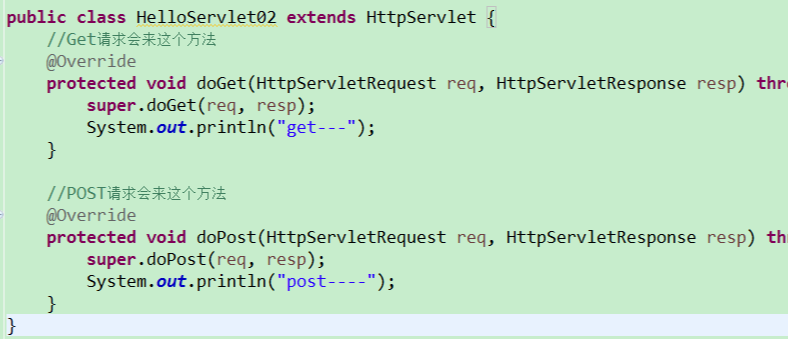 public class HelloServlet02 extends HttpServlet {
//Get请求会来这个方法
@Override
protected void doGet(HttpServletRequest req, HttpServletResponse resp) thr
super.doGet(req, resp);
System.out.println("get---");
}
//POST请求会来这个方法
@Override
protected void doPost(HttpServletRequest req, HttpServletResponse resp) th
super.doPost(req, resp);
System.out.println("post----");
}
}